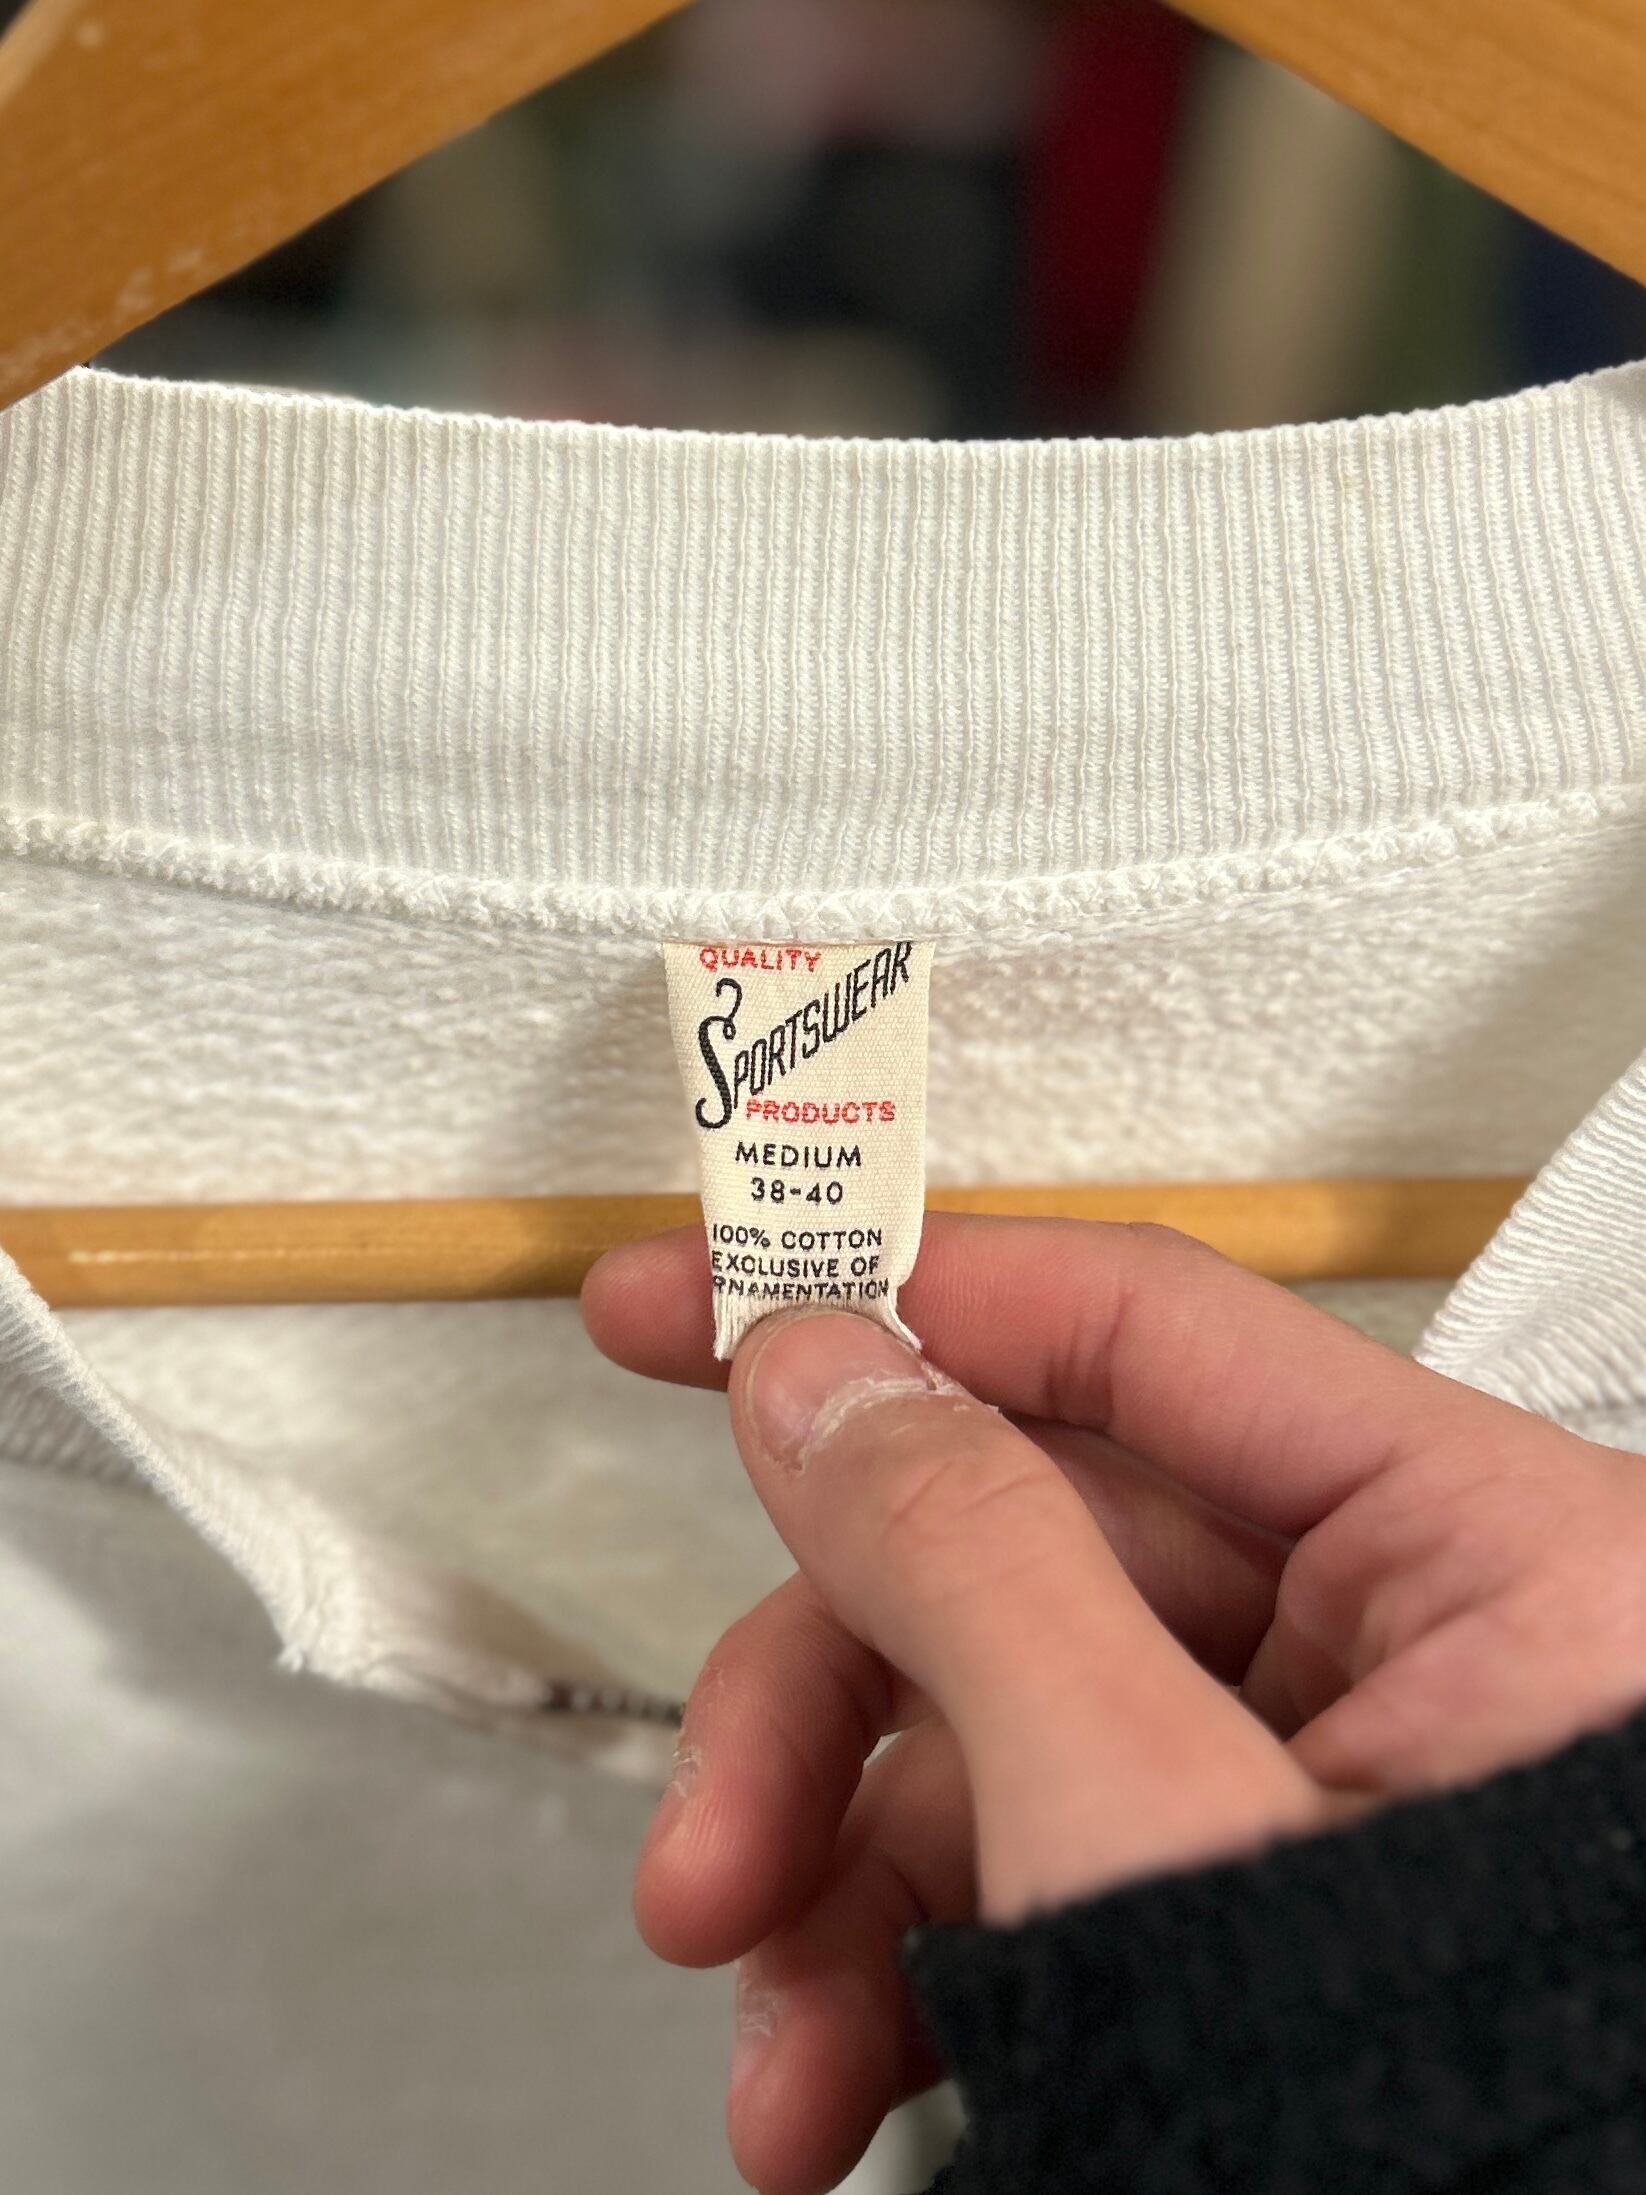 QUALITY
SPORTSWEAR
PRODUCTS
MEDIUM
38-40
100% COTTON
EXCLUSIVE OF
RNAMENTATION